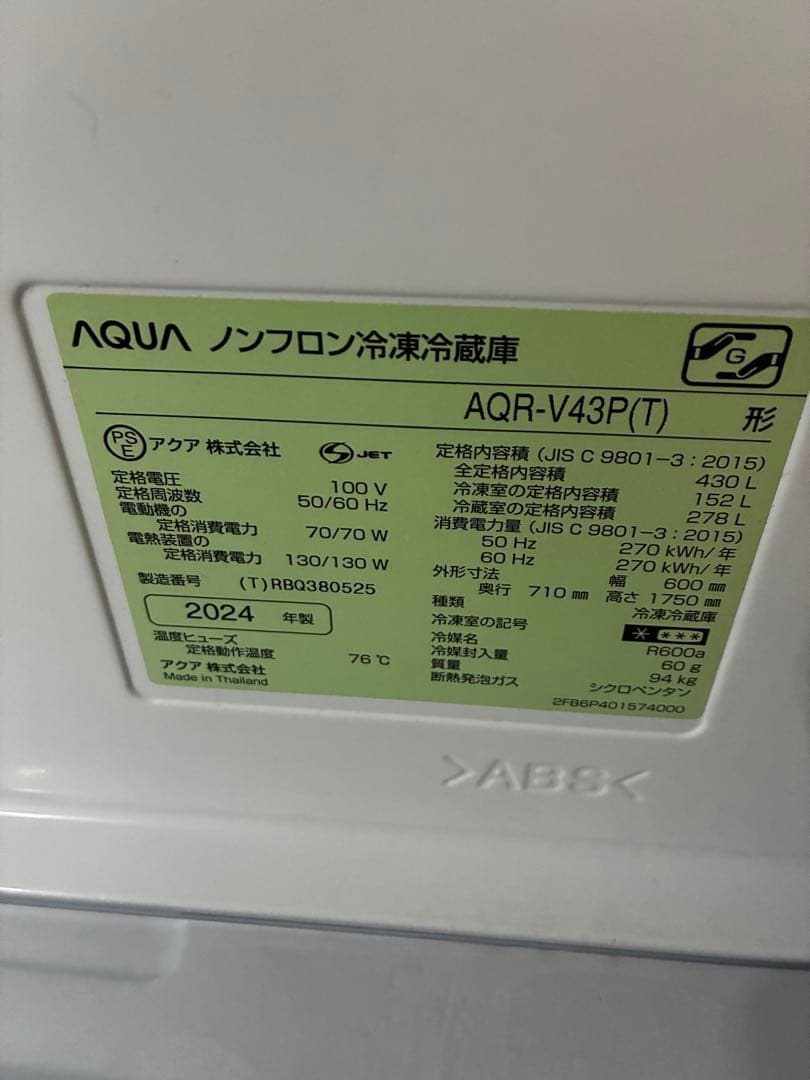 AQUA ノンフロン冷凍冷蔵庫
G
AQR-V43P(T) 形
PSE アクア 株式会社 JET
定格電圧 100 V
定格周波数 50/60 Hz
電動機の
定格消費電力 70/70 W
電熱装置の
定格消費電力 130/130 W
製造番号 (T)RBQ380525
2024 年製
温度ヒューズ
定格動作温度 76 ℃
アクア 株式会社
Made in Thailand
定格内容積 (JIS C 9801-3 : 2015)
全定格内容積 430 L
冷凍室の定格内容積 152 L
冷蔵室の定格内容積 278 L
消費電力量 (JIS C 9801-3 : 2015)
50 Hz 270 kWh/年
60 Hz 270 kWh/年
外形寸法 幅 600 ㎜
奥行 710 ㎜ 高さ 1750 ㎜
種類 冷凍冷蔵庫
冷凍室の記号 * ***
冷媒名 R600a
冷媒封入量 60 g
質量 94 kg
断熱発泡ガス シクロペンタン
2FB6P401574000
>ABS<